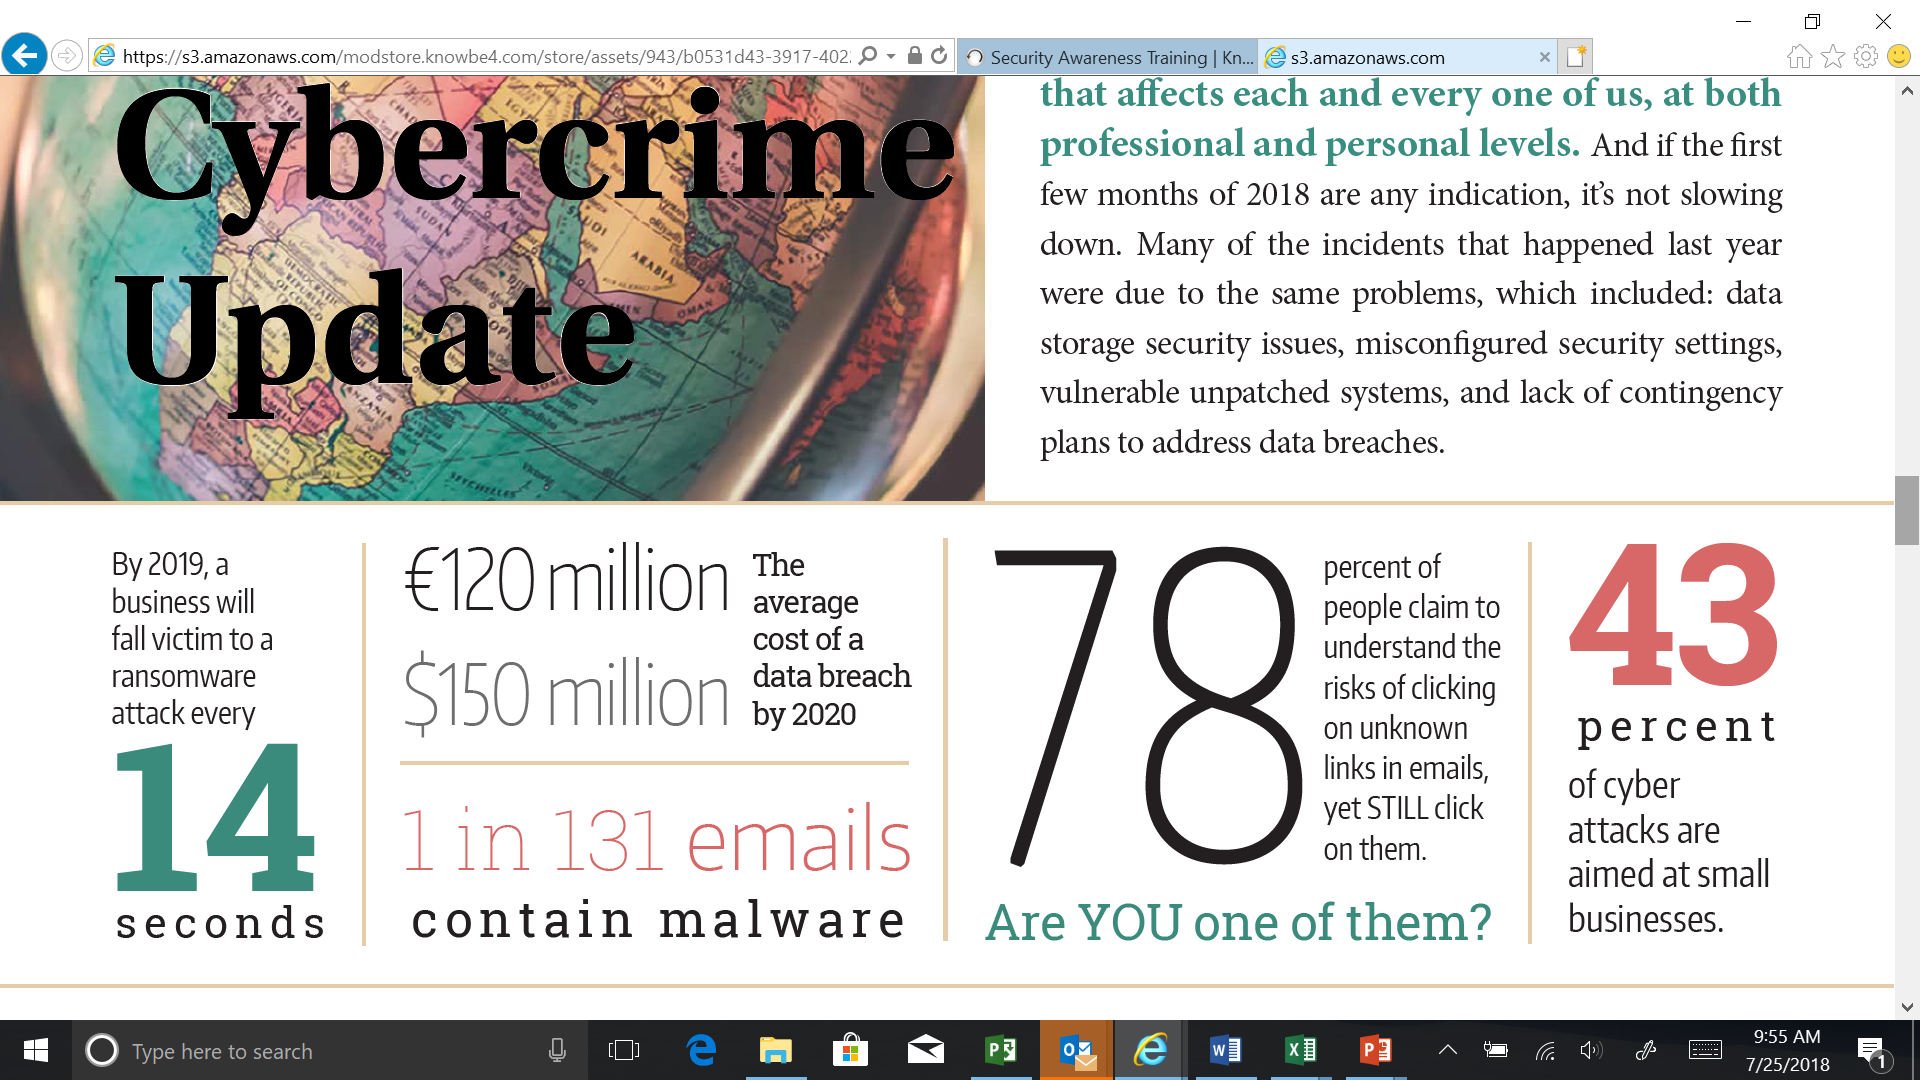 https://s3.amazonaws.com/modstore.knowbe4.com/store/assets/943/b0531d43-3917-402
Security Awareness Training | Kn...
s3.amazonaws.com
Cybercrime
Update
that affects each and every one of us, at both
professional and personal levels. And if the first
few months of 2018 are any indication, it's not slowing
down. Many of the incidents that happened last year
were due to the same problems, which included: data
storage security issues, misconfigured security settings,
vulnerable unpatched systems, and lack of contingency
plans to address data breaches.
SUDAN
ARABIA
OMAN
TANZANIA
SEYCHELLES
By 2019, a
business will
fall victim to a
ransomware
attack every
14
seconds
€120 million
$150 million
The
average
cost of a
data breach
by 2020
1 in 131 emails
contain malware
78
percent of
people claim to
understand the
risks of clicking
on unknown
links in emails,
yet STILL click
on them.
Are YOU one of them?
43
percent
of cyber
attacks are
aimed at small
businesses.
Type here to search
9:55 AM
7/25/2018
1